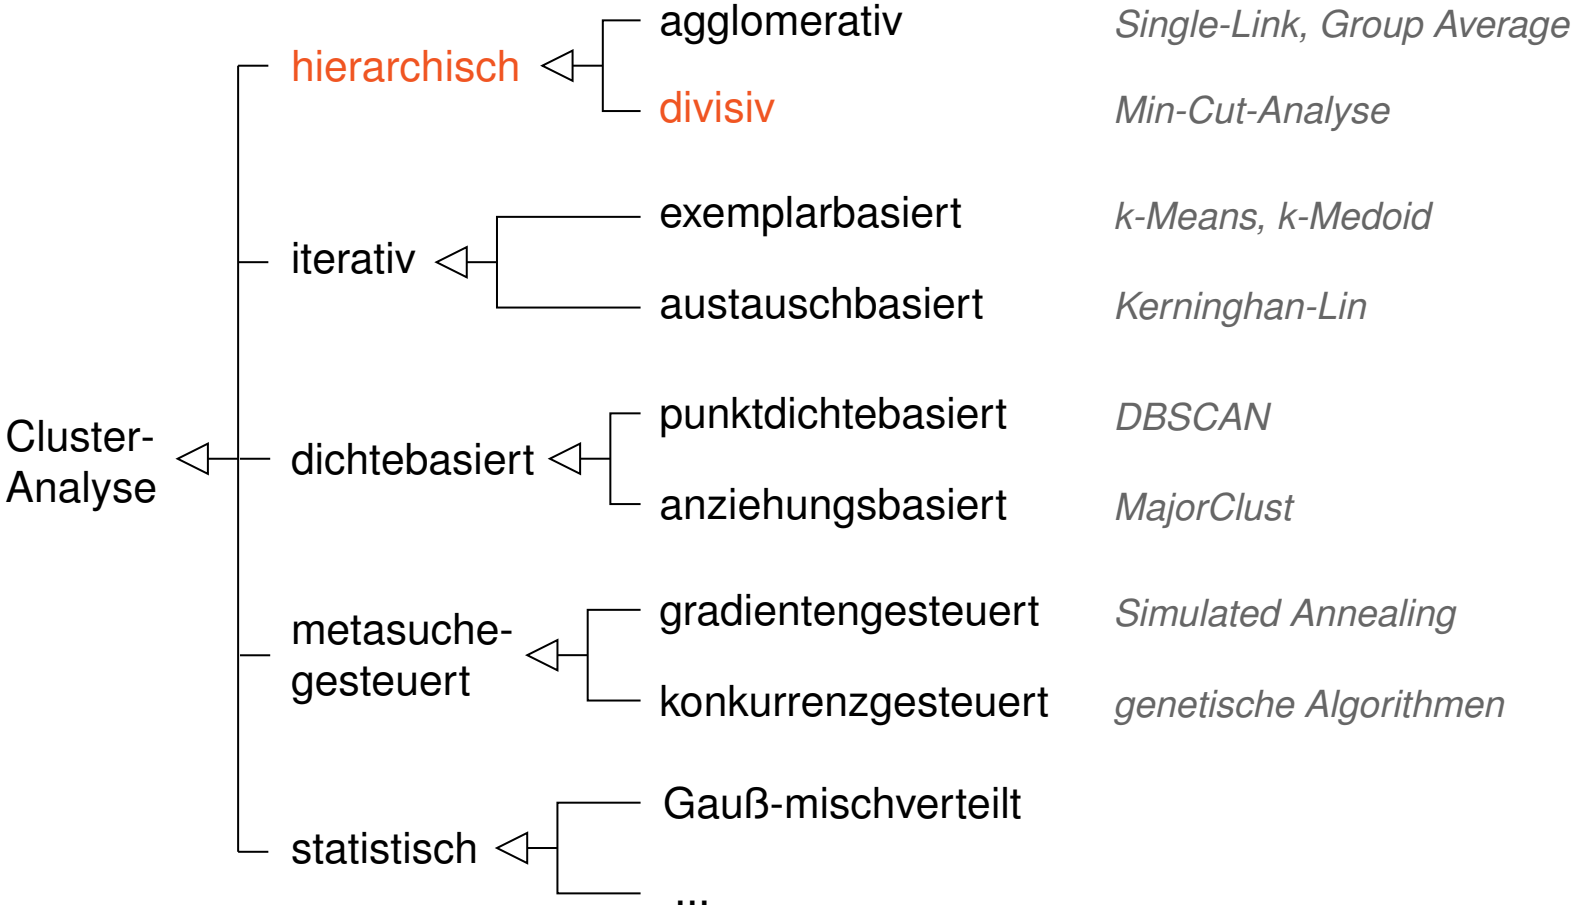 agglomerativ Single-Link, Group Average
hierarchisch
divisiv Min-Cut-Analyse
exemplarbasiert k-Means, k-Medoid
iterativ
austauschbasiert Kerninghan-Lin
punktdichtebasiert DBSCAN
Cluster-
Analyse
dichtebasiert
anziehungsbasiert MajorClust
gradientengesteuert Simulated Annealing
metasuche-
gesteuert
konkurrenzgesteuert genetische Algorithmen
Gauß-mischverteilt
statistisch
...